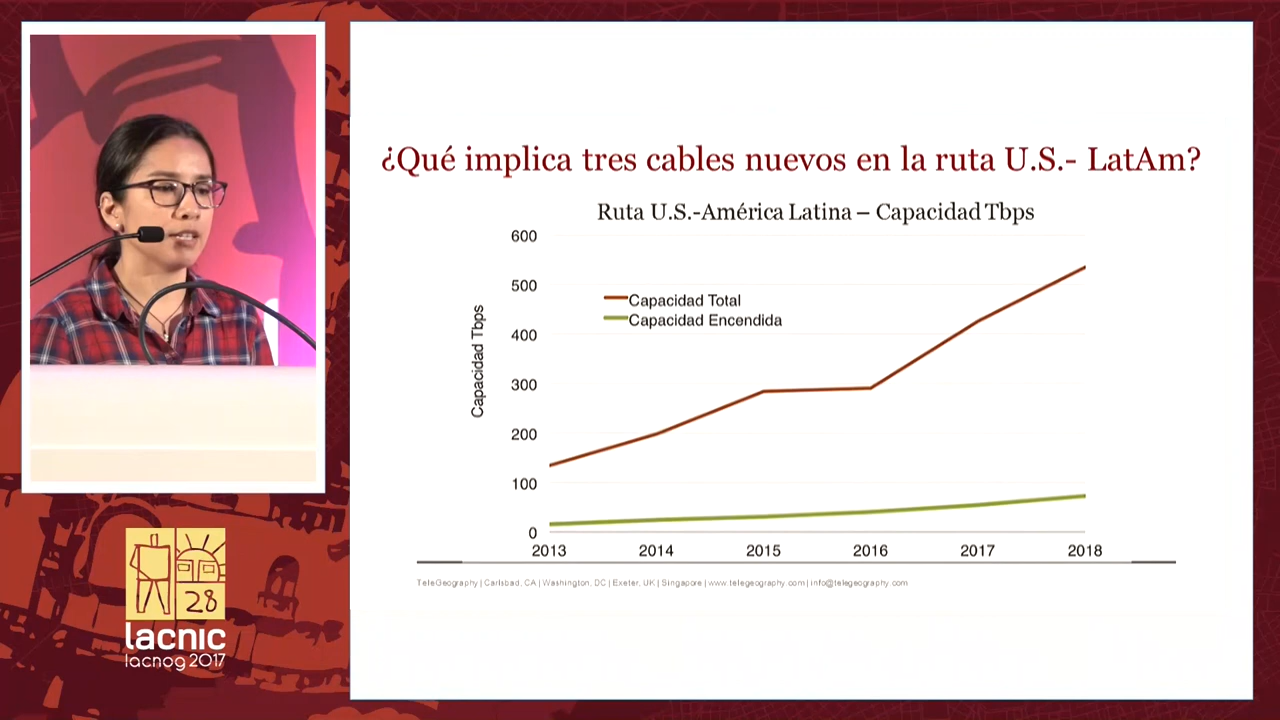 ¿Qué implica tres cables nuevos en la ruta U.S.- LatAm?
Ruta U.S.-América Latina – Capacidad Tbps
Capacidad Tbps
600
500
400
300
200
100
0
Capacidad Total
Capacidad Encendida
2013 2014 2015 2016 2017 2018
TeleGeography | Carlsbad, CA | Washington, DC | Exeter, UK | Singapore | www.telegeography.com | info@telegeography.com
28
lacnic
lacnog 2017